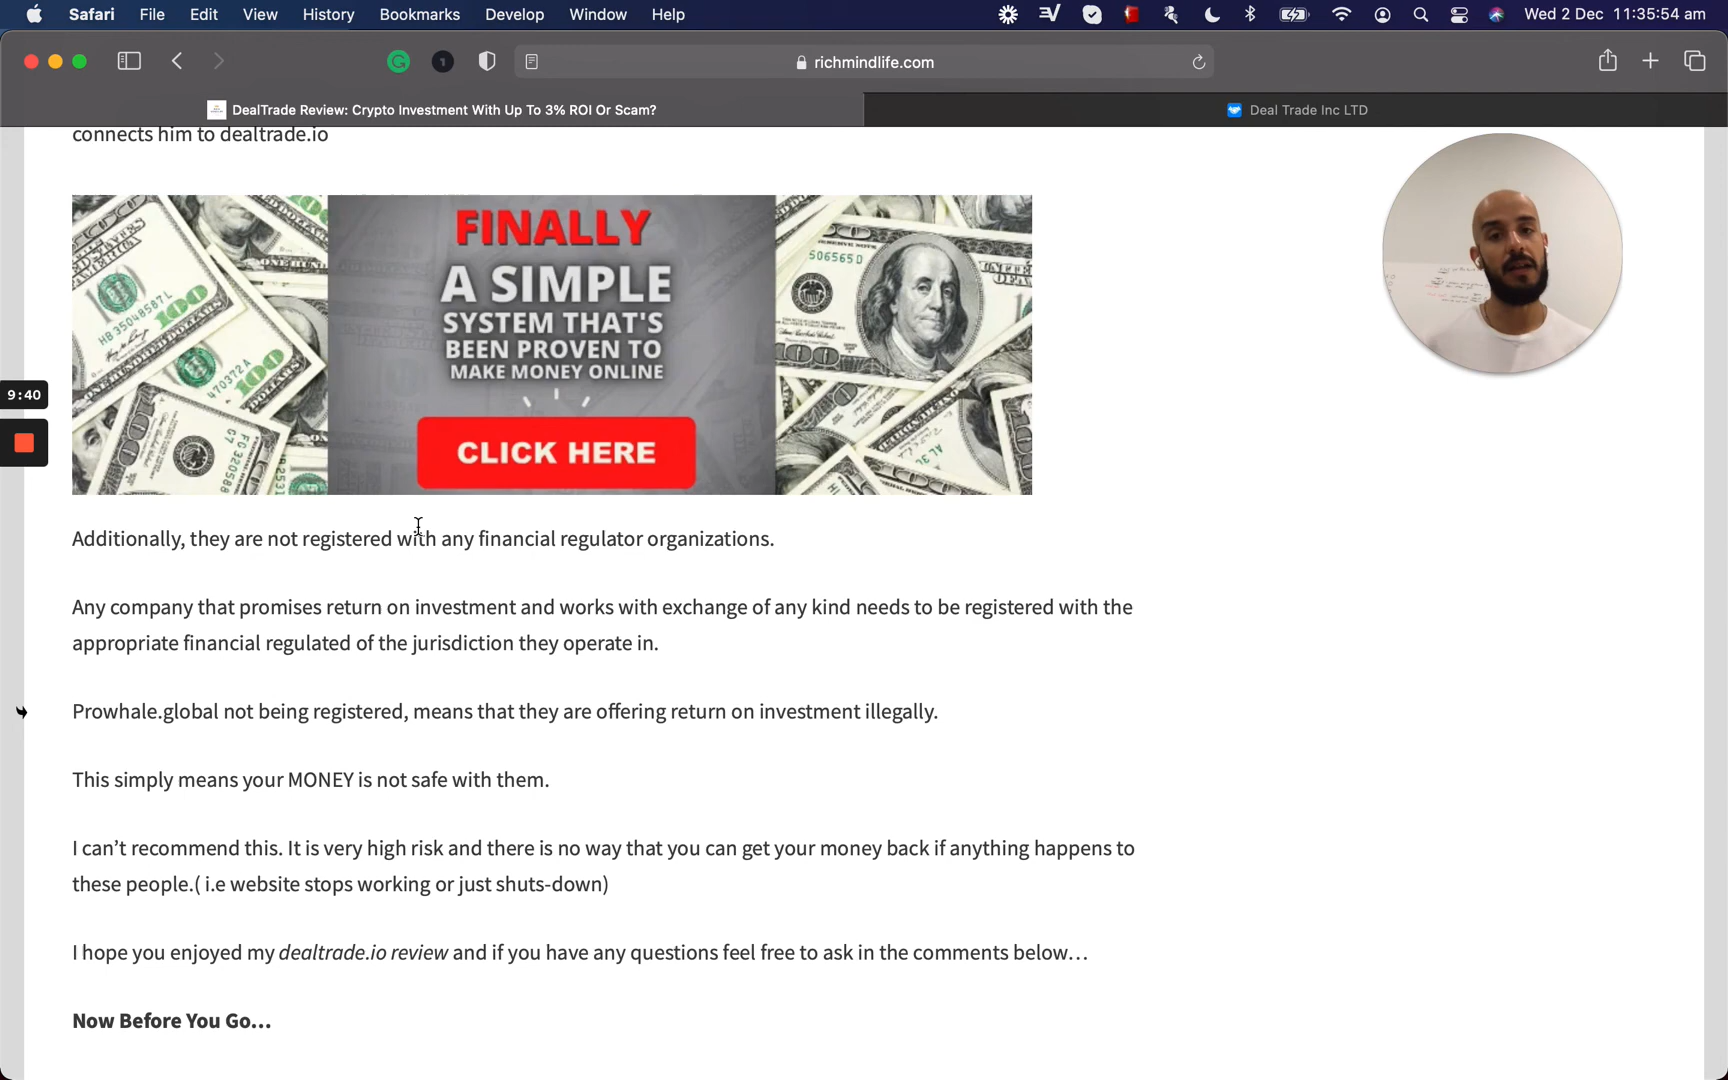 Safari File Edit View History Bookmarks Develop Window Help Wed 2 Dec 11:35:54 am
richmindlife.com
DealTrade Review: Crypto Investment With Up To 3% ROI Or Scam? Deal Trade Inc LTD
connects him to dealtrade.io
FINALLY
A SIMPLE
SYSTEM THAT'S
BEEN PROVEN TO
MAKE MONEY ONLINE
CLICK HERE
9:40
Additionally, they are not registered with any financial regulator organizations.
Any company that promises return on investment and works with exchange of any kind needs to be registered with the
appropriate financial regulated of the jurisdiction they operate in.
Prowhale.global not being registered, means that they are offering return on investment illegally.
This simply means your MONEY is not safe with them.
I can’t recommend this. It is very high risk and there is no way that you can get your money back if anything happens to
these people.( i.e website stops working or just shuts-down)
I hope you enjoyed my dealtrade.io review and if you have any questions feel free to ask in the comments below…
Now Before You Go…